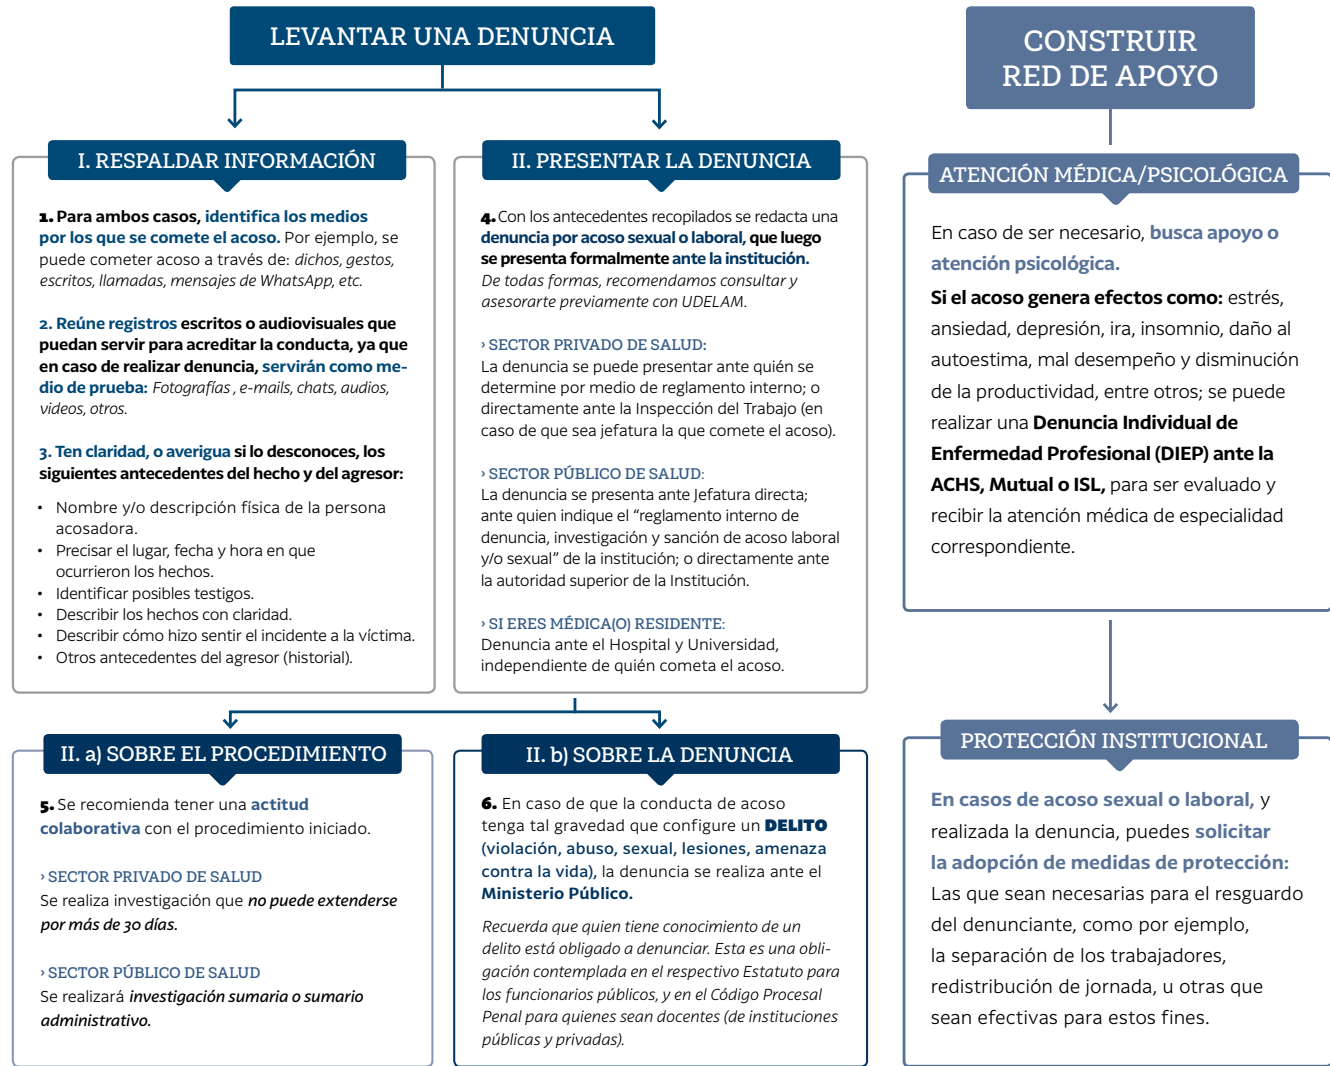 LEVANTAR UNA DENUNCIA
I. RESPALDAR INFORMACIÓN
1. Para ambos casos, identifica los medios
por los que se comete el acoso. Por ejemplo, se
puede cometer acoso a través de: dichos, gestos,
escritos, llamadas, mensajes de WhatsApp, etc.
2. Reúne registros escritos o audiovisuales que
puedan servir para acreditar la conducta, ya que
en caso de realizar denuncia, servirán como me-
dio de prueba: Fotografías , e-mails, chats, audios,
videos, otros.
3. Ten claridad, o averigua si lo desconoces, los
siguientes antecedentes del hecho y del agresor:
• Nombre y/o descripción física de la persona
acosadora.
• Precisar el lugar, fecha y hora en que
ocurrieron los hechos.
• Identificar posibles testigos.
• Describir los hechos con claridad.
• Describir cómo hizo sentir el incidente a la víctima.
• Otros antecedentes del agresor (historial).
II. PRESENTAR LA DENUNCIA
4. Con los antecedentes recopilados se redacta una
denuncia por acoso sexual o laboral, que luego
se presenta formalmente ante la institución.
De todas formas, recomendamos consultar y
asesorarte previamente con UDELAM.
› SECTOR PRIVADO DE SALUD:
La denuncia se puede presentar ante quién se
determine por medio de reglamento interno; o
directamente ante la Inspección del Trabajo (en
caso de que sea jefatura la que comete el acoso).
› SECTOR PÚBLICO DE SALUD:
La denuncia se presenta ante Jefatura directa;
ante quien indique el “reglamento interno de
denuncia, investigación y sanción de acoso laboral
y/o sexual” de la institución; o directamente ante
la autoridad superior de la Institución.
› SI ERES MÉDICA(O) RESIDENTE:
Denuncia ante el Hospital y Universidad,
independiente de quién cometa el acoso.
II. a) SOBRE EL PROCEDIMIENTO
5. Se recomienda tener una actitud
colaborativa con el procedimiento iniciado.
› SECTOR PRIVADO DE SALUD
Se realiza investigación que no puede extenderse
por más de 30 días.
› SECTOR PÚBLICO DE SALUD
Se realizará investigación sumaria o sumario
administrativo.
II. b) SOBRE LA DENUNCIA
6. En caso de que la conducta de acoso
tenga tal gravedad que configure un DELITO
(violación, abuso, sexual, lesiones, amenaza
contra la vida), la denuncia se realiza ante el
Ministerio Público.
Recuerda que quien tiene conocimiento de un
delito está obligado a denunciar. Esta es una obli-
gación contemplada en el respectivo Estatuto para
los funcionarios públicos, y en el Código Procesal
Penal para quienes sean docentes (de instituciones
públicas y privadas).
CONSTRUIR
RED DE APOYO
ATENCIÓN MÉDICA/PSICOLÓGICA
En caso de ser necesario, busca apoyo o
atención psicológica.
Si el acoso genera efectos como: estrés,
ansiedad, depresión, ira, insomnio, daño al
autoestima, mal desempeño y disminución
de la productividad, entre otros; se puede
realizar una Denuncia Individual de
Enfermedad Profesional (DIEP) ante la
ACHS, Mutual o ISL, para ser evaluado y
recibir la atención médica de especialidad
correspondiente.
PROTECCIÓN INSTITUCIONAL
En casos de acoso sexual o laboral, y
realizada la denuncia, puedes solicitar
la adopción de medidas de protección:
Las que sean necesarias para el resguardo
del denunciante, como por ejemplo,
la separación de los trabajadores,
redistribución de jornada, u otras que
sean efectivas para estos fines.